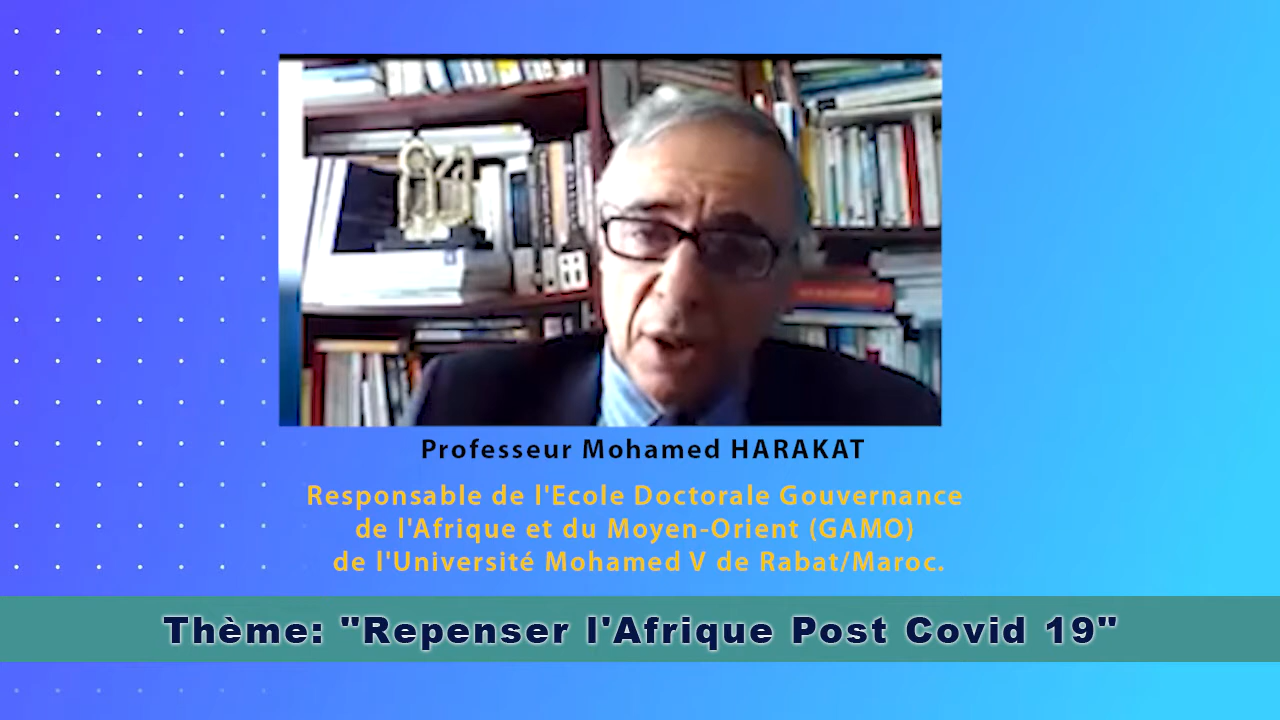 Professeur Mohamed HARAKAT
Responsable de l'Ecole Doctorale Gouvernance
de l'Afrique et du Moyen-Orient (GAMO)
de l'Université Mohamed V de Rabat/Maroc.
Thème: "Repenser l'Afrique Post Covid 19"